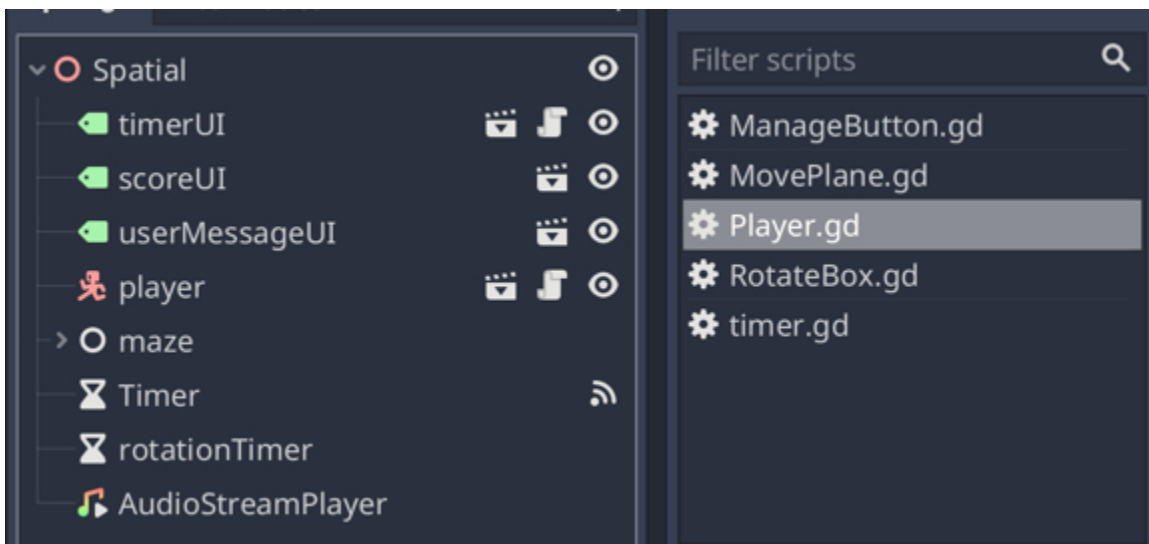 Spatial
timerUI
scoreUI
userMessageUI
player
maze
Timer
rotationTimer
AudioStreamPlayer
Filter scripts
ManageButton.gd
MovePlane.gd
Player.gd
RotateBox.gd
timer.gd